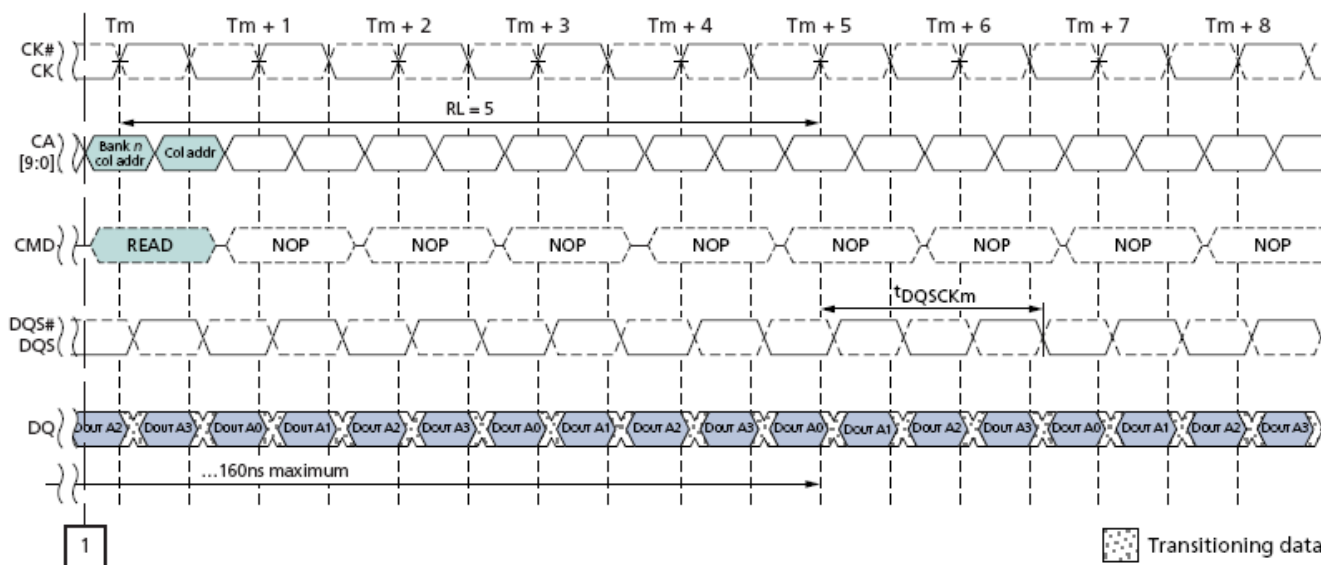 Tm Tm + 1 Tm + 2 Tm + 3 Tm + 4 Tm + 5 Tm + 6 Tm + 7 Tm + 8
CK#
CK
RL = 5
CA
[9:0]
Bank n
col addr
Col addr
CMD
READ NOP NOP NOP NOP NOP NOP NOP NOP
tDQSCKm
DQS#
DQS
DQ
DOUT A2 DOUT A3 DOUT A0 DOUT A1 DOUT A2 DOUT A3 DOUT A0 DOUT A1 DOUT A2 DOUT A3 DOUT A0 DOUT A1 DOUT A2 DOUT A3 DOUT A0 DOUT A1 DOUT A2 DOUT A3
...160ns maximum
1
Transitioning data